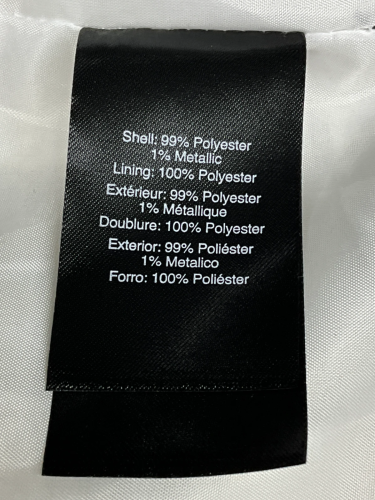 Shell: 99% Polyester
1% Metallic
Lining: 100% Polyester
Extérieur: 99% Polyester
1% Métallique
Doublure: 100% Polyester
Exterior: 99% Poliéster
1% Metalico
Forro: 100% Poliéster